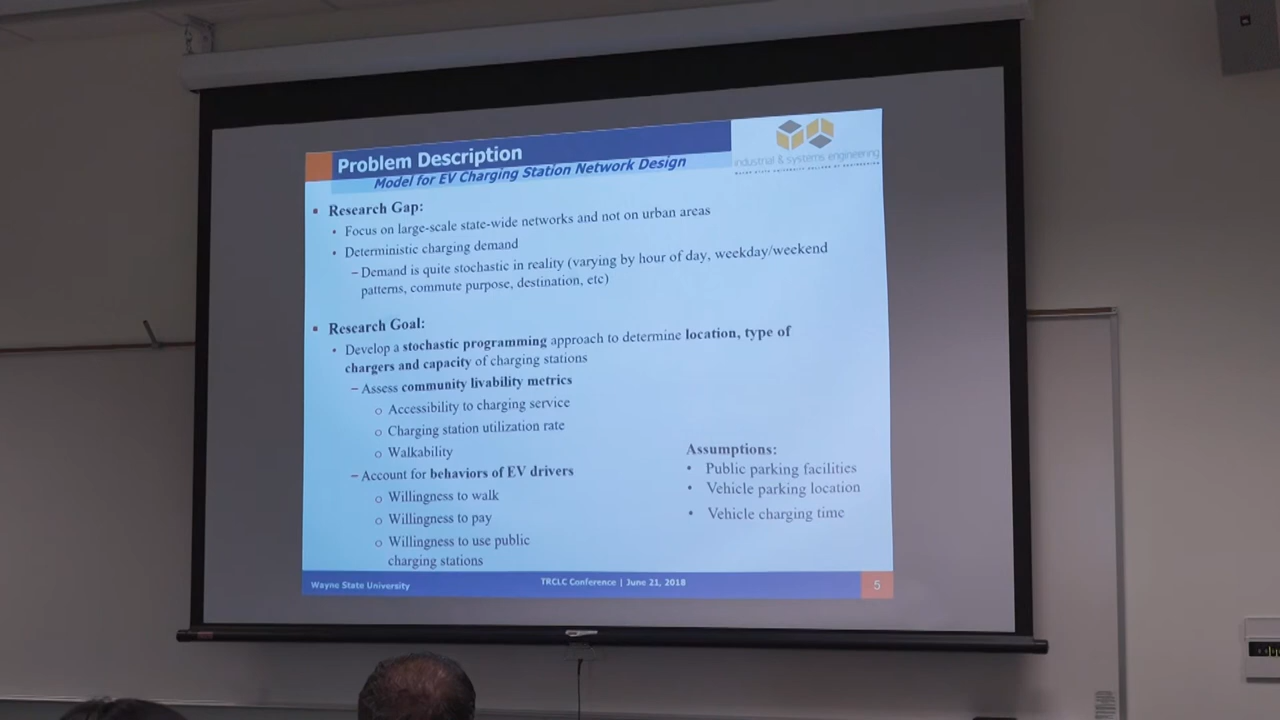 Problem Description
Model for EV Charging Station Network Design
industrial & systems engineering
▪ Research Gap:
• Focus on large-scale state-wide networks and not on urban areas
• Deterministic charging demand
– Demand is quite stochastic in reality (varying by hour of day, weekday/weekend
patterns, commute purpose, destination, etc)
▪ Research Goal:
• Develop a stochastic programming approach to determine location, type of
chargers and capacity of charging stations
– Assess community livability metrics
o Accessibility to charging service
o Charging station utilization rate
o Walkability
– Account for behaviors of EV drivers
o Willingness to walk
o Willingness to pay
o Willingness to use public
charging stations
Assumptions:
• Public parking facilities
• Vehicle parking location
• Vehicle charging time
Wayne State University
TRCLC Conference | June 21, 2018
5